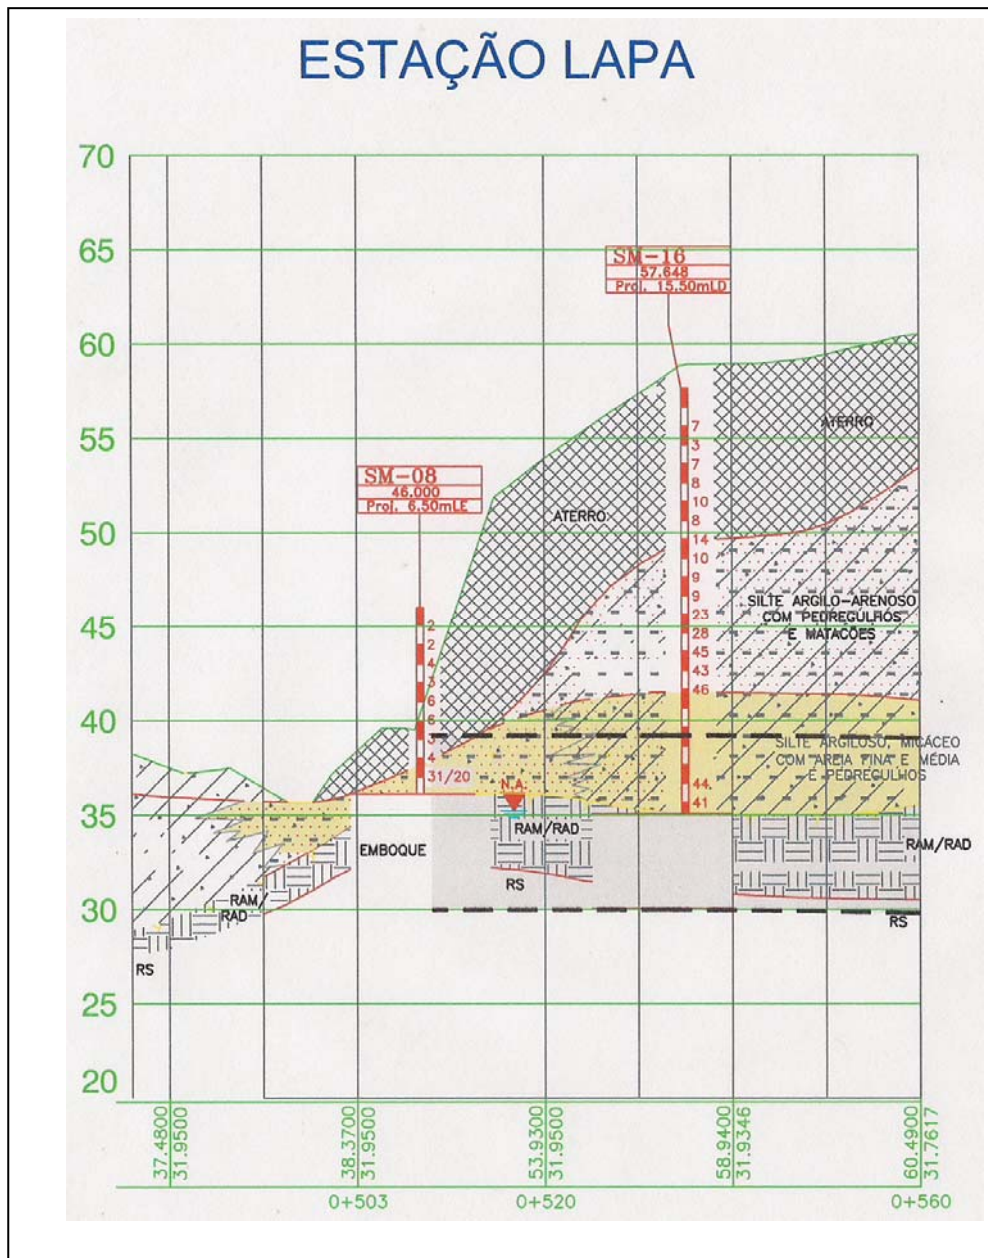 ESTAÇÃO LAPA
70
65
60
55
50
45
40
35
30
25
20
SM-16
57.648
Proj. 15.50mLD
SM-08
46.000
Proj. 6.50mLE
7
3
7
8
10
8
14
10
9
9
23
28
45
43
46
44
41
2
2
4
3
6
6
4
31/20
ATERRO
ATERRO
SILTE ARGILO-ARENOSO
COM PEDREGULHOS
E MATACÕES
SILTE ARGILOSO, MICÁCEO
COM AREIA FINA E MÉDIA
E PEDREGULHOS
N.A.
RAM/RAD
RS
EMBOQUE
RAM/
RAD
RS
RAM/RAD
RS
37.4800
31.9500
38.3700
31.9500
53.9300
31.9500
58.9400
31.9346
60.4900
31.7617
0+503
0+520
0+540
0+560